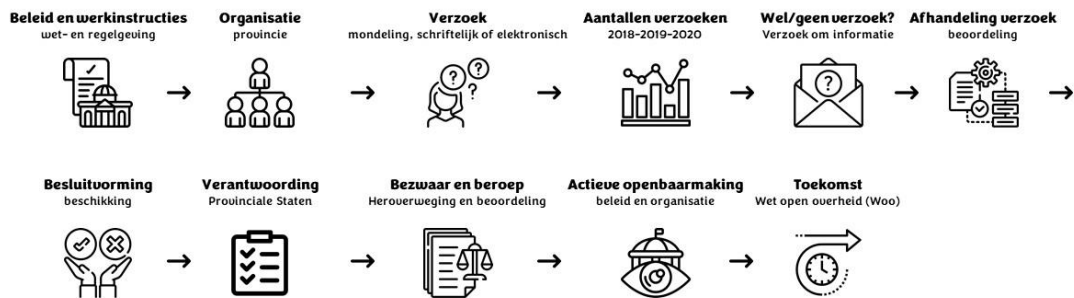 Beleid en werkinstructies
wet- en regelgeving
Organisatie
provincie
Verzoek
mondeling, schriftelijk of elektronisch
Aantallen verzoeken
2018-2019-2020
Wel/geen verzoek?
Verzoek om informatie
Afhandeling verzoek
beoordeling
Besluitvorming
beschikking
Verantwoording
Provinciale Staten
Bezwaar en beroep
Heroverweging en beoordeling
Actieve openbaarmaking
beleid en organisatie
Toekomst
Wet open overheid (Woo)